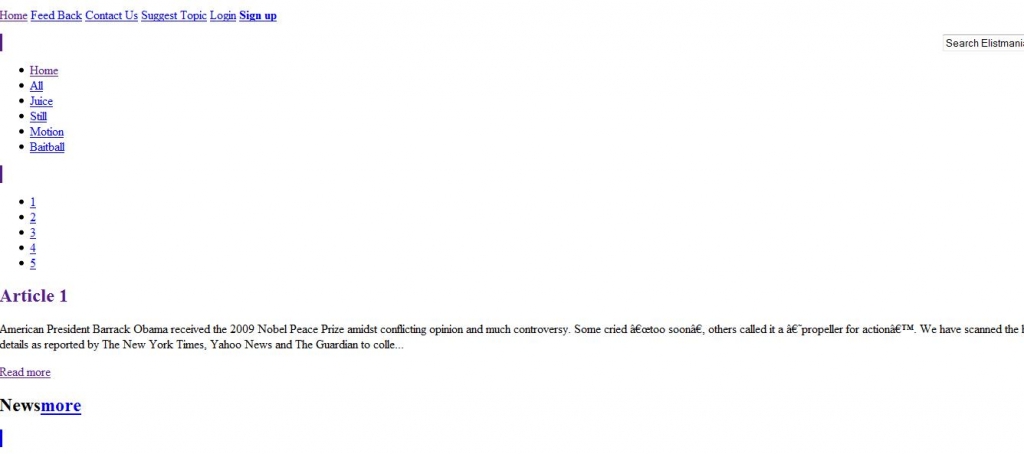 Home Feed Back Contact Us Suggest Topic Login Sign up
Search Elistmania
Home
All
Juice
Still
Motion
Baitball
1
2
3
4
5
Article 1
American President Barrack Obama received the 2009 Nobel Peace Prize amidst conflicting opinion and much controversy. Some cried â€œtoo soonâ€, others called it a â€˜propeller for actionâ€™. We have scanned the
details as reported by The New York Times, Yahoo News and The Guardian to colle...
Read more
Newsmore